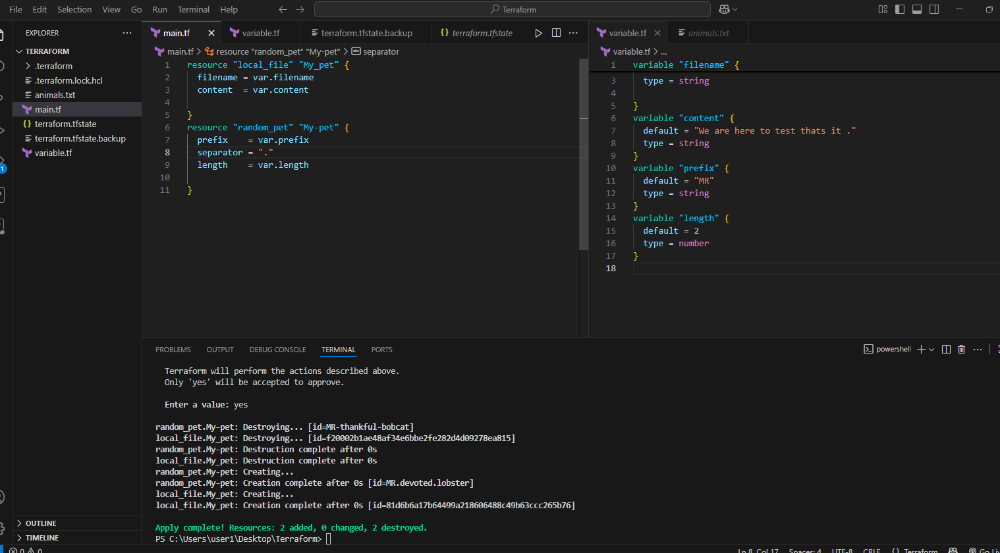 File Edit Selection View Go Run Terminal Help
Terraform
EXPLORER
TERRAFORM
.terraform
.terraform.lock.hcl
animals.txt
main.tf
terraform.tfstate
terraform.tfstate.backup
variable.tf
OUTLINE
TIMELINE
1
main.tf variable.tf terraform.tfstate.backup terraform.tfstate
main.tf > resource "random_pet" "My-pet" > separator
1 resource "local_file" "My_pet" {
2 filename = var.filename
3 content  = var.content
4
5 }
6 resource "random_pet" "My-pet" {
7 prefix    = var.prefix
8 separator = "."
9 length    = var.length
10
11 }
variable.tf animals.txt
variable.tf > ...
1 variable "filename" {
3 type = string
4
5 }
6 variable "content" {
7 default = "We are here to test thats it ."
8 type = string
9 }
10 variable "prefix" {
11 default = "MR"
12 type = string
13 }
14 variable "length" {
15 default = 2
16 type = number
17 }
18
PROBLEMS OUTPUT DEBUG CONSOLE TERMINAL PORTS
powershell
Terraform will perform the actions described above.
Only 'yes' will be accepted to approve.
Enter a value: yes
random_pet.My-pet: Destroying... [id=MR-thankful-bobcat]
local_file.My_pet: Destroying... [id=f20002b1ae48af34e6bbe2fe282d4d09278ea815]
random_pet.My-pet: Destruction complete after 0s
local_file.My_pet: Destruction complete after 0s
random_pet.My-pet: Creating...
random_pet.My-pet: Creation complete after 0s [id=MR.devoted.lobster]
local_file.My_pet: Creating...
local_file.My_pet: Creation complete after 0s [id=81d6b6a17b64499a218606488c49b63ccc265b76]
Apply complete! Resources: 2 added, 0 changed, 2 destroyed.
PS C:\Users\user1\Desktop\Terraform>
0 0 Ln 8, Col 17 Spaces: 4 UTF-8 CRLF {} Terraform Go Liv